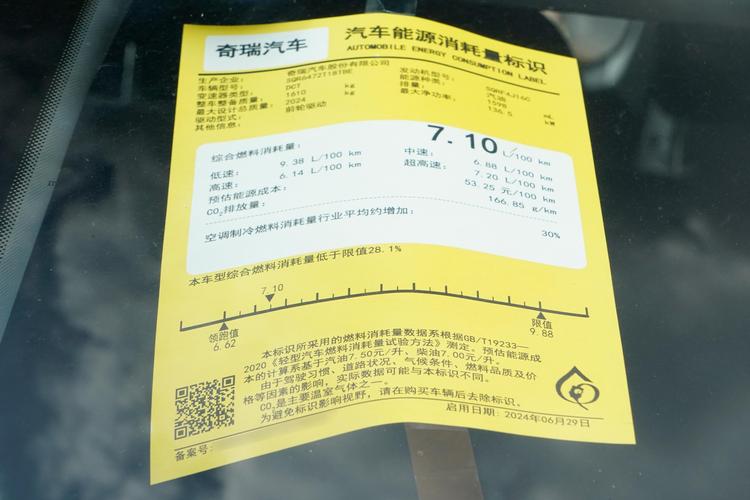 奇瑞汽车
汽车能源消耗量标识
AUTOMOBILE ENERGY CONSUMPTION LABEL
生产企业: 奇瑞汽车股份有限公司
车辆型号: SQR6472T18TBE 发动机型号: SQRF4J16C
变速器类型: DCT 能源种类: 汽油
整车整备质量: 1610 kg 排量: 1598 mL
最大设计总质量: 2024 kg 最大净功率: 136.5 kW
驱动型式: 前轮驱动
其他信息:
综合燃料消耗量: 7.10 L/100 km
低速: 9.38 L/100 km 中速: 6.88 L/100 km
高速: 6.14 L/100 km 超高速: 7.20 L/100 km
预估能源成本: 53.25 元/100 km
CO₂排放量: 166.85 g/km
空调制冷燃料消耗量行业平均约增加: 30%
本车型综合燃料消耗量低于限值28.1%
7.10
领跑值 限值
6.62 9.88
本标识所采用的燃料消耗量数据系根据GB/T19233—
2020《轻型汽车燃料消耗量试验方法》测定。预估能源成
本的计算系基于汽油7.50元/升、柴油7.00元/升。
由于驾驶习惯、道路状况、气候条件、燃料品质及价
格等因素的影响，实际数据可能与本标识不同。
CO₂是主要温室气体之一。
为避免标识影响视野，请在购买车辆后去除标识。
备案号: 启用日期: 2024年06月29日